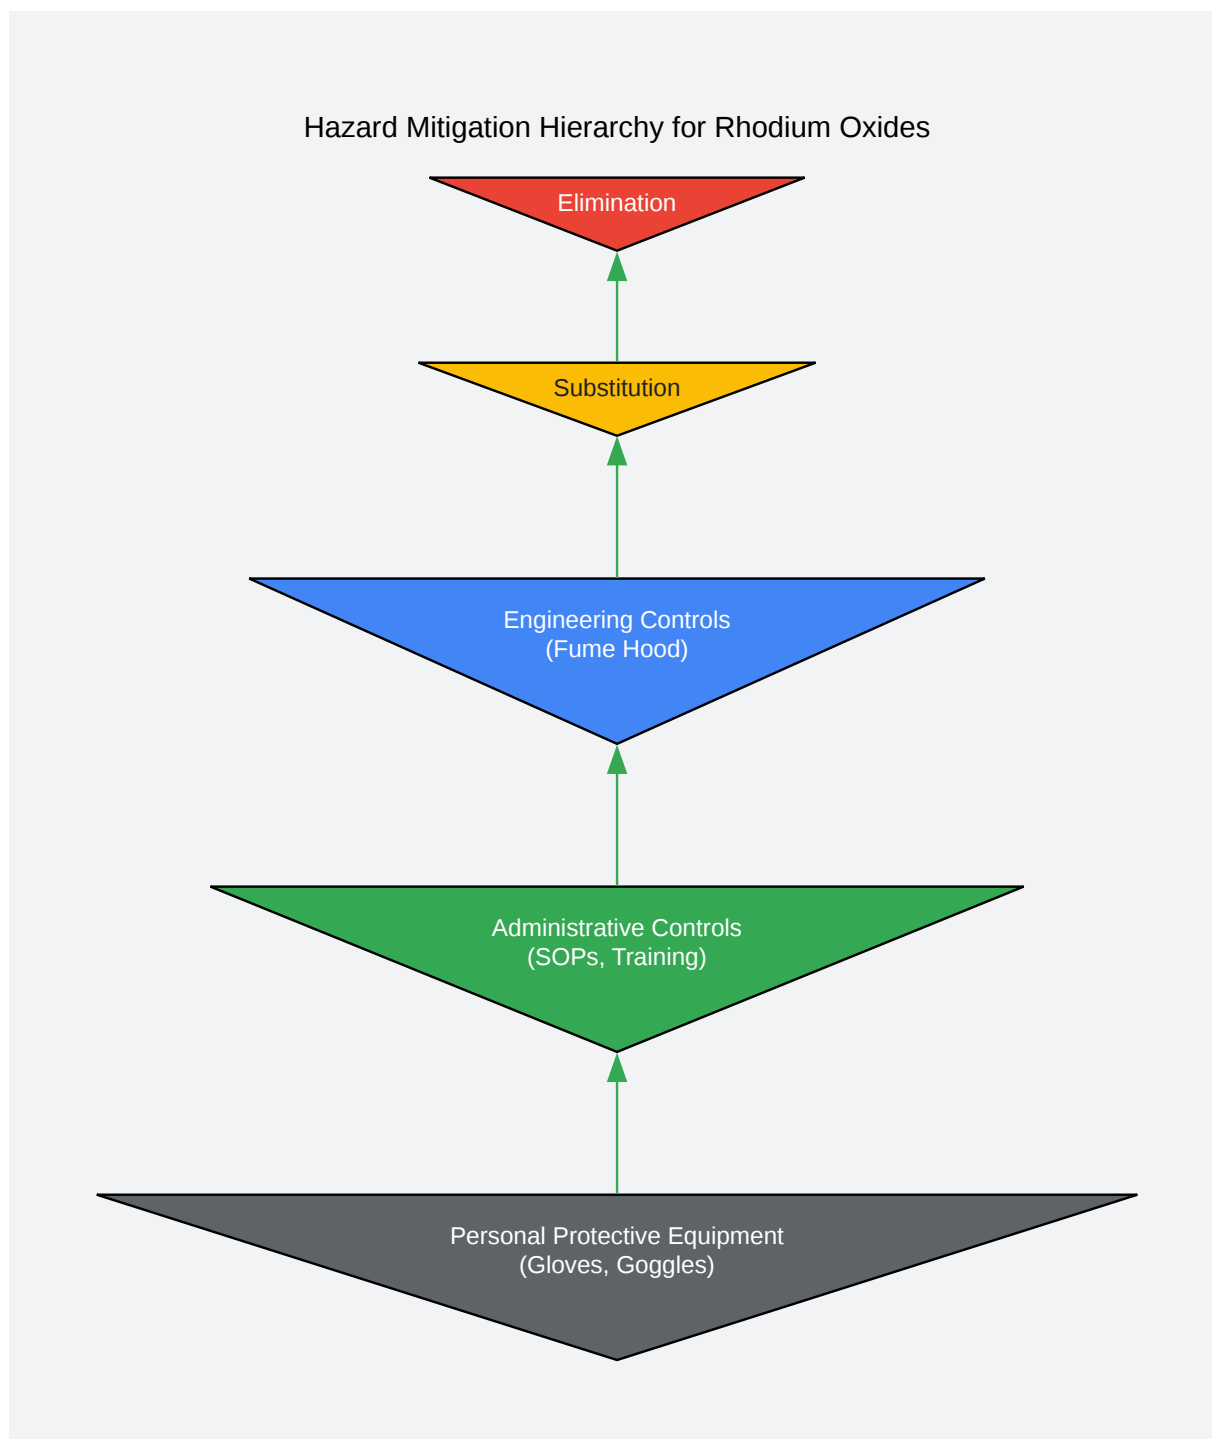 Hazard Mitigation Hierarchy for Rhodium Oxides
Elimination
Substitution
Engineering Controls
(Fume Hood)
Administrative Controls
(SOPs, Training)
Personal Protective Equipment
(Gloves, Goggles)